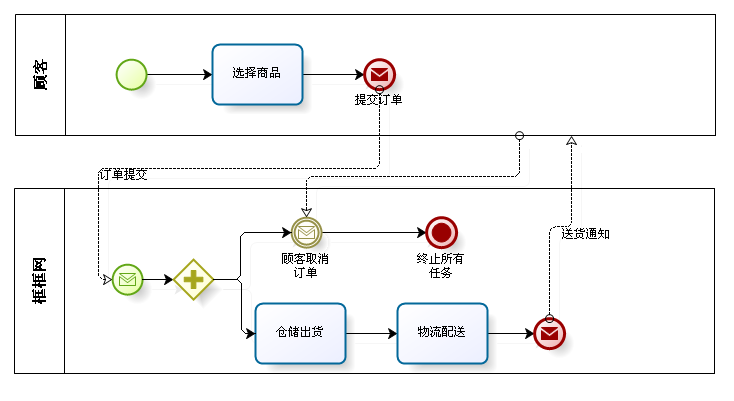 顾客
选择商品
提交订单
订单提交
框框网
顾客取消
订单
终止所有
任务
送货通知
仓储出货
物流配送